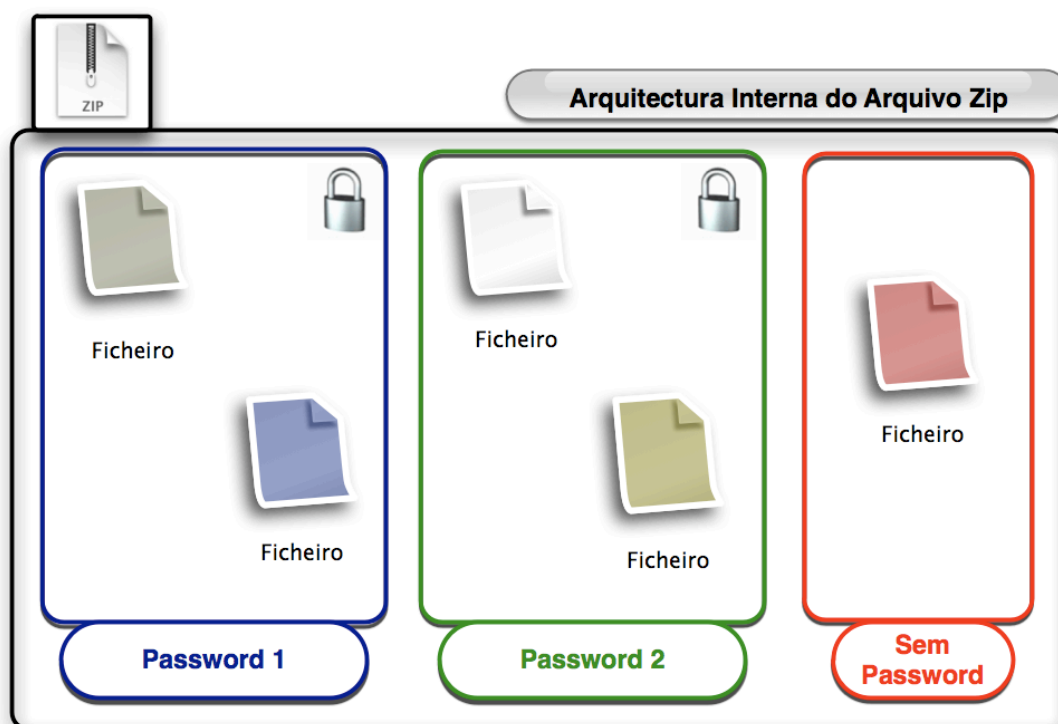 ZIP
Arquitectura Interna do Arquivo Zip
Ficheiro
Ficheiro
Ficheiro
Ficheiro
Ficheiro
Password 1
Password 2
Sem
Password